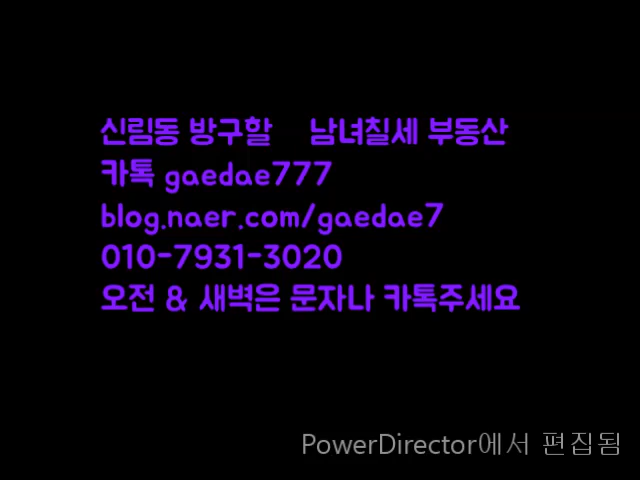 신림동 방구할 남녀칠세 부동산
카톡 gaedae777
blog.naer.com/gaedae7
010-7931-3020
오전 & 새벽은 문자나 카톡주세요
PowerDirector에서 편집됨